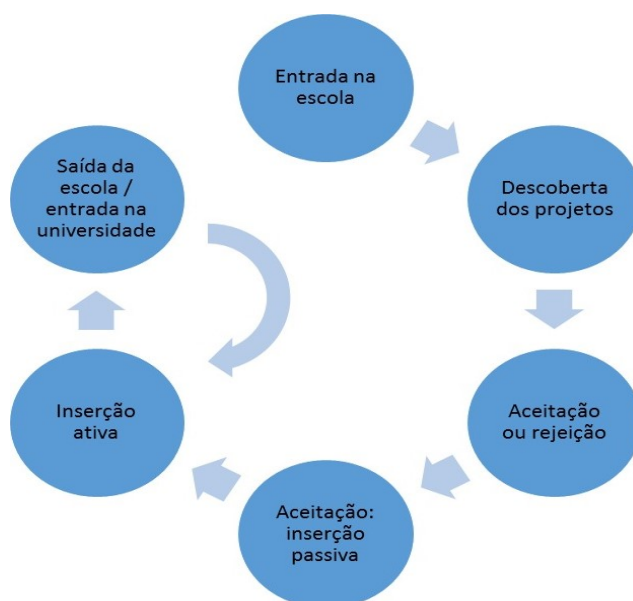 Entrada na
escola
Descoberta
dos projetos
Aceitação
ou rejeição
Aceitação:
inserção
passiva
Inserção
ativa
Saída da
escola /
entrada na
universidade